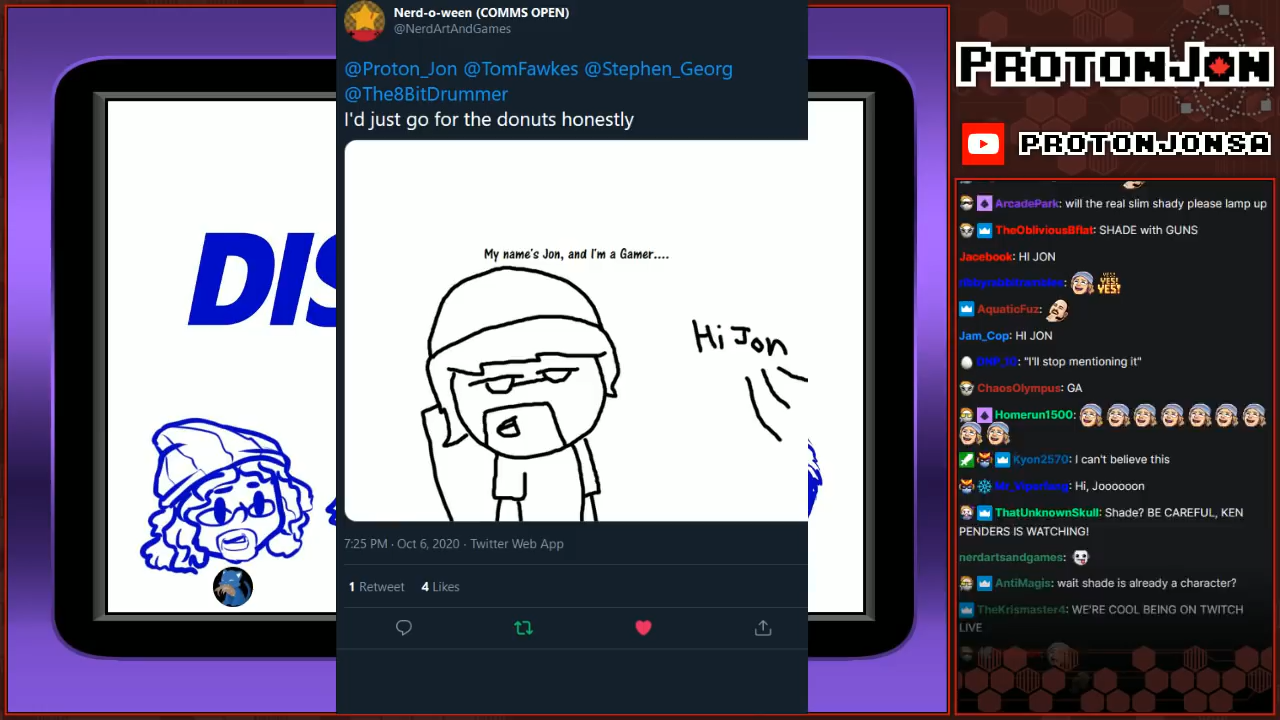 Nerd-o-ween (COMMS OPEN)
@NerdArtAndGames
@Proton_Jon @TomFawkes @Stephen_Georg
@The8BitDrummer
I'd just go for the donuts honestly
DIS
My name's Jon, and I'm a Gamer....
Hi Jon
7:25 PM · Oct 6, 2020 · Twitter Web App
1 Retweet 4 Likes
PROTONJON
PROTONJONSA
ArcadePark: will the real slim shady please lamp up
TheObliviousBflat: SHADE with GUNS
Jacebook: HI JON
AquaticFuz:
YES!
Jam_Cop: HI JON
"I'll stop mentioning it"
ChaosOlympus: GA
Homerun1500:
Kyon2570: I can't believe this
Hi, Joooooon
ThatUnknownSkull: Shade? BE CAREFUL, KEN
PENDERS IS WATCHING!
nerdartsandgames:
AntiMagis: wait shade is already a character?
TheKrismaster4: WE'RE COOL BEING ON TWITCH
LIVE